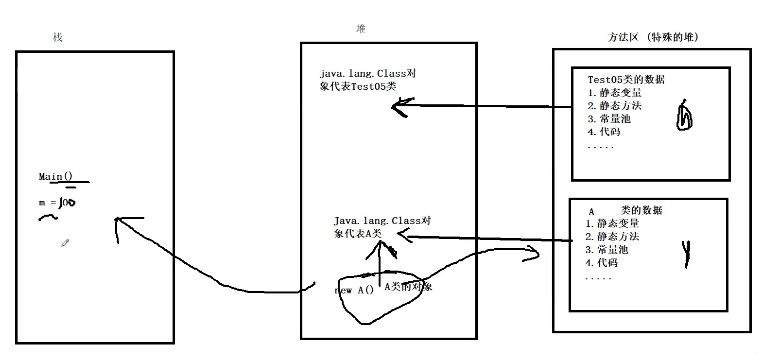 栈
Main()
m = 100
堆
java.lang.Class对
象代表Test05类
Java.lang.Class对
象代表A类
new A() A类的对象
方法区 (特殊的堆)
Test05类的数据
1.静态变量
2.静态方法
3.常量池
4.代码
.....
A 类的数据
1.静态变量
2.静态方法
3.常量池
4.代码
.....